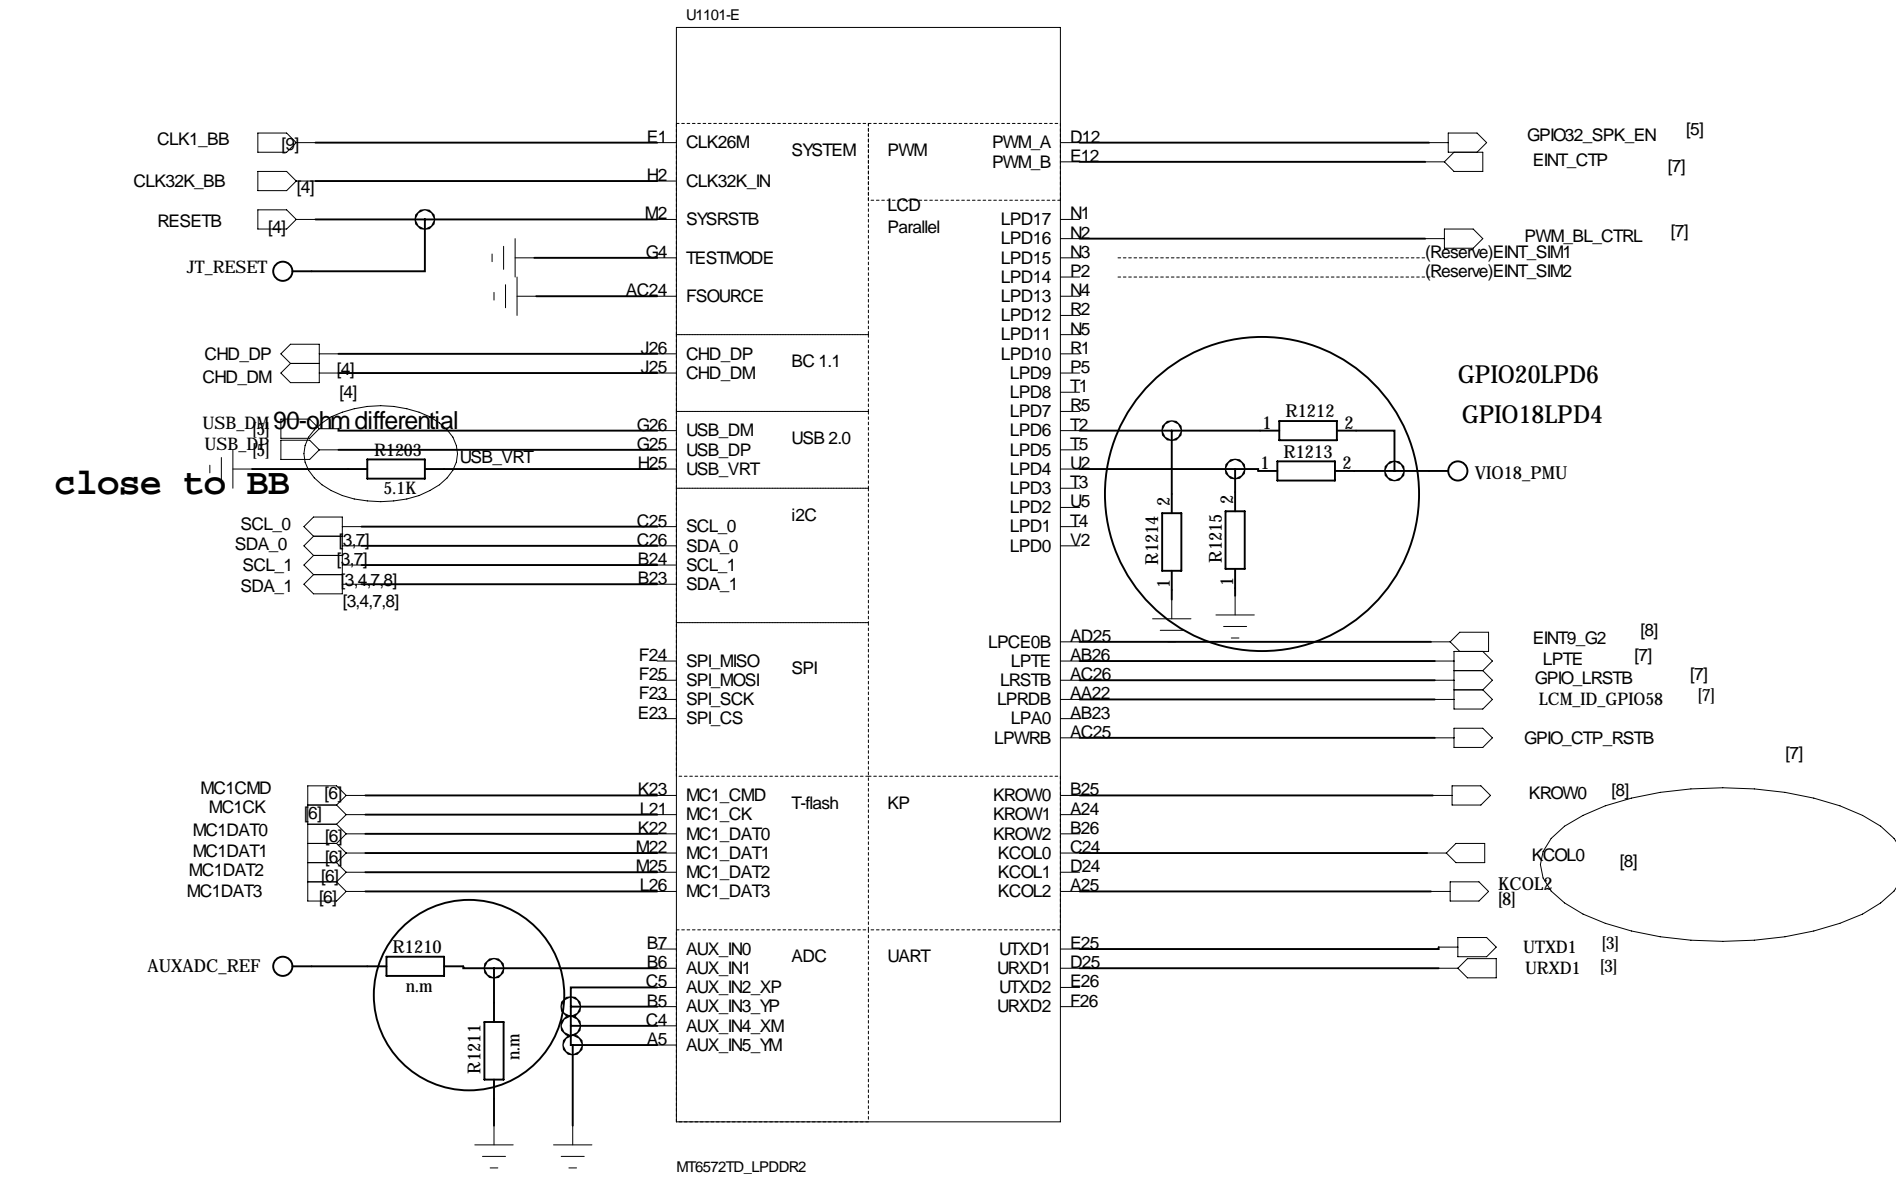 U1101-E
CLK1_BB [9] E1 CLK26M SYSTEM PWM PWM_A D12 GPIO32_SPK_EN [5]
PWM_B E12 EINT_CTP [7]
CLK32K_BB [4] H2 CLK32K_IN
LCD
Parallel
RESETB [4] M2 SYSRSTB LPD17 N1
LPD16 N2 PWM_BL_CTRL [7]
G4 TESTMODE LPD15 N3 (Reserve)EINT_SIM1
JT_RESET LPD14 P2 (Reserve)EINT_SIM2
AC24 FSOURCE LPD13 N4
LPD12 R2
LPD11 N5
CHD_DP [4] J26 CHD_DP BC 1.1 LPD10 R1
CHD_DM [4] J25 CHD_DM LPD9 P5 GPIO20LPD6
LPD8 T1
LPD7 R5 R1212 GPIO18LPD4
90-ohm differential
USB_DM [5] G26 USB_DM USB 2.0 LPD6 T2 1 2
USB_DP [5] R1203 G25 USB_DP LPD5 T5 R1213
USB_VRT H25 USB_VRT LPD4 U2 1 2 VIO18_PMU
close to BB 5.1K LPD3 T3
LPD2 U5 2 2
i2C
SCL_0 [3,7] C25 SCL_0 LPD1 T4 R1214 R1215
SDA_0 [3,7] C26 SDA_0 LPD0 V2
SCL_1 [3,4,7,8] B24 SCL_1
SDA_1 [3,4,7,8] B23 SDA_1 1 1
LPCE0B AD25 EINT9_G2 [8]
F24 SPI_MISO SPI LPTE AB26 LPTE [7]
F25 SPI_MOSI LRSTB AC26 GPIO_LRSTB [7]
F23 SPI_SCK LPRDB AA22 LCM_ID_GPIO58 [7]
E23 SPI_CS LPA0 AB23
LPWRB AC25 GPIO_CTP_RSTB [7]
MC1CMD [6] K23 MC1_CMD T-flash KP KROW0 B25 KROW0 [8]
MC1CK [6] L21 MC1_CK KROW1 A24
MC1DAT0 [6] K22 MC1_DAT0 KROW2 B26
MC1DAT1 [6] M22 MC1_DAT1 KCOL0 C24 KCOL0 [8]
MC1DAT2 [6] M25 MC1_DAT2 KCOL1 D24
MC1DAT3 [6] L26 MC1_DAT3 KCOL2 A25 KCOL2 [8]
R1210 B7 AUX_IN0 ADC UART UTXD1 E25 UTXD1 [3]
AUXADC_REF B6 AUX_IN1 URXD1 D25 URXD1 [3]
n.m C5 AUX_IN2_XP UTXD2 E26
B5 AUX_IN3_YP URXD2 F26
C4 AUX_IN4_XM
R1211 n.m A5 AUX_IN5_YM
MT6572TD_LPDDR2